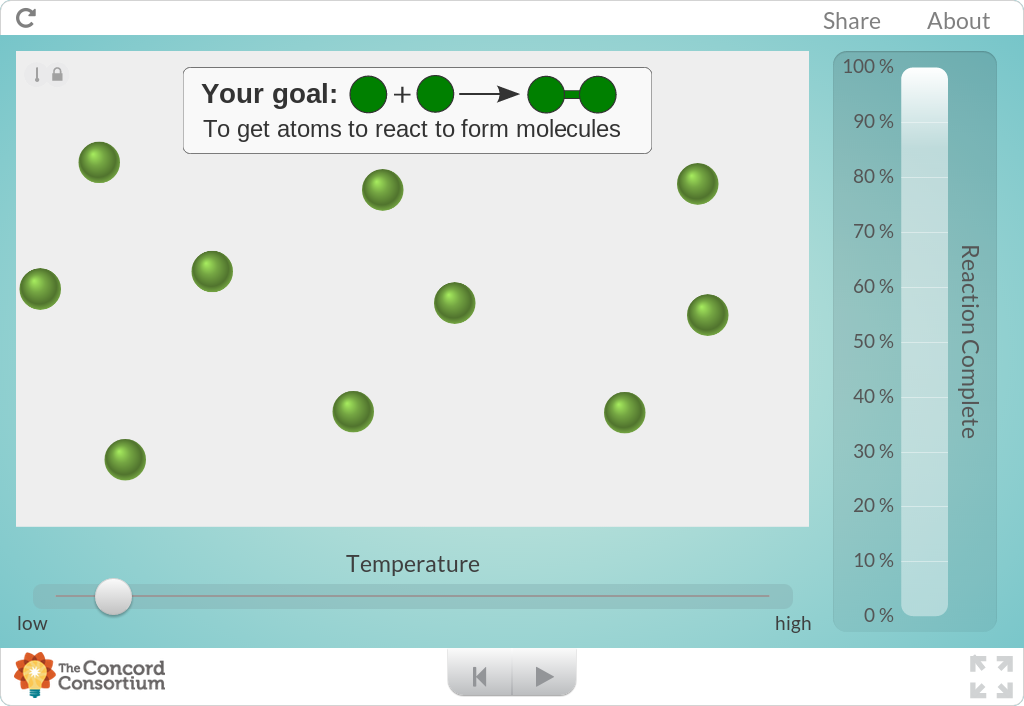 Share About
Your goal: +
To get atoms to react to form molecules
100 %
90 %
80 %
70 %
60 %
50 %
40 %
30 %
20 %
10 %
0 %
Reaction Complete
Temperature
low high
The Concord
Consortium